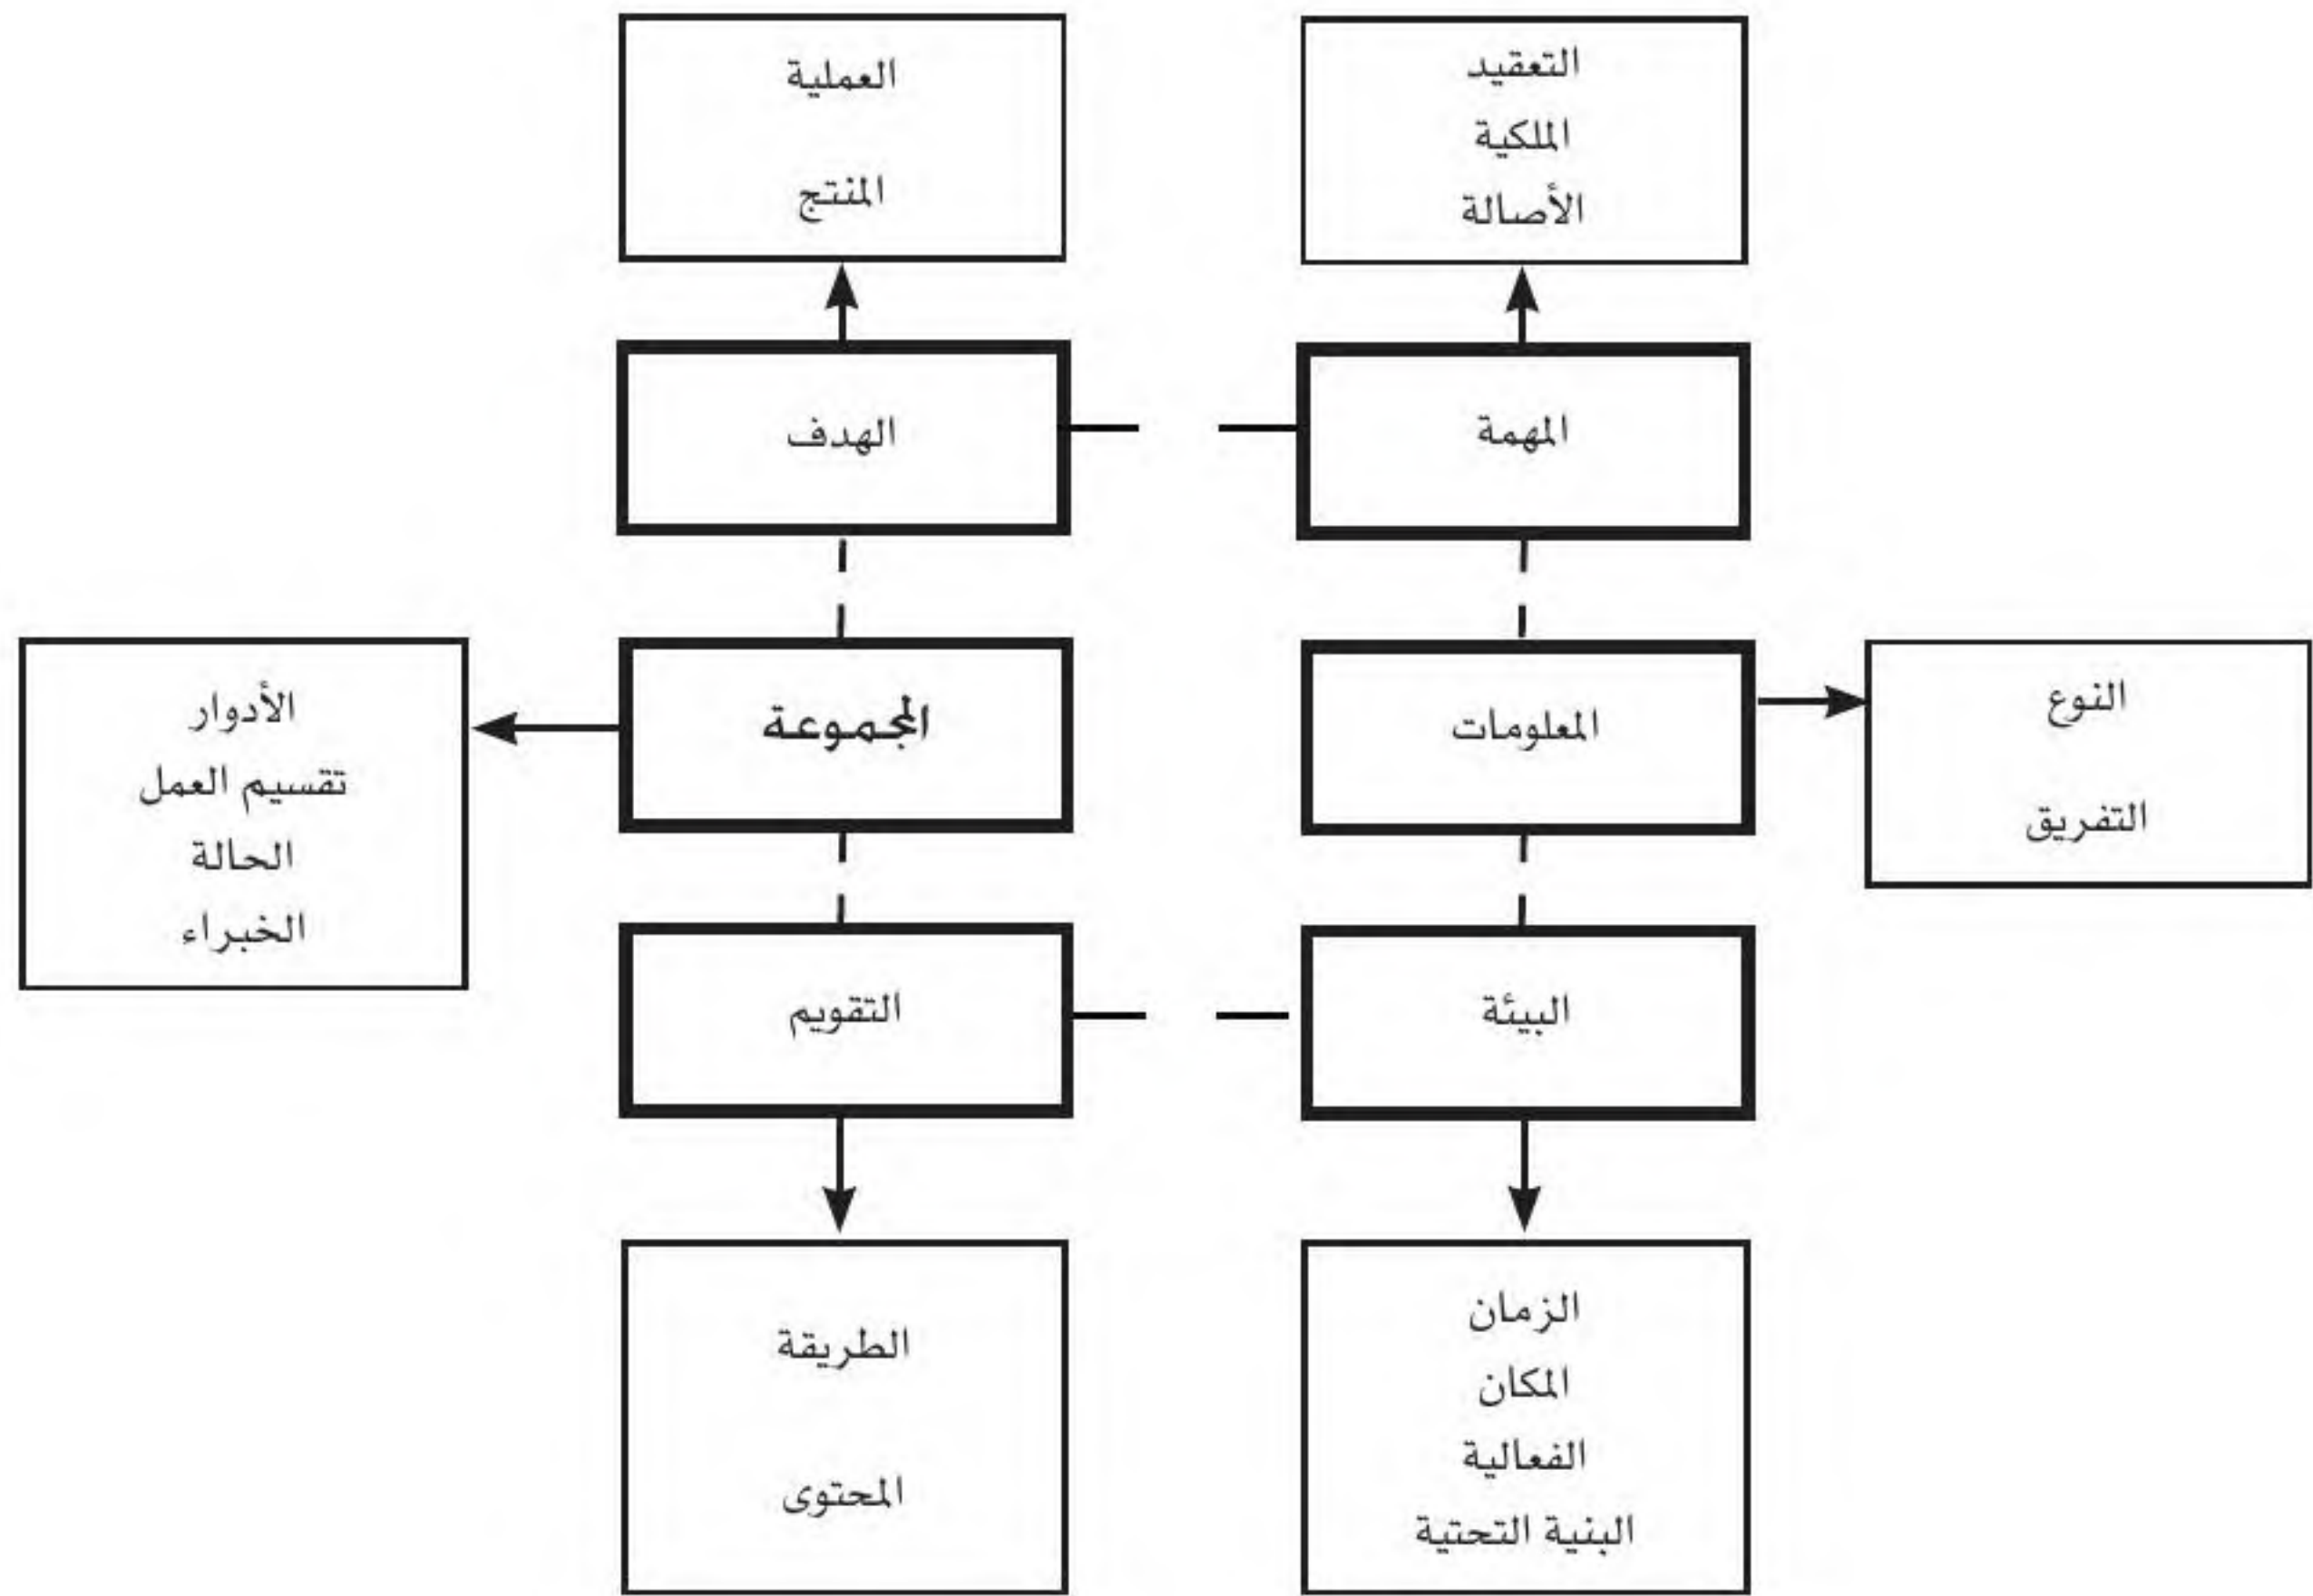 التعقيد
الملكية
الأصالة
العملية
المنتج
المهمة
الهدف
النوع
التفريق
المعلومات
المجموعة
الأدوار
تقسيم العمل
الحالة
الخبراء
البيئة
التقويم
الزمان
المكان
الفعالية
البنية التحتية
الطريقة
المحتوى